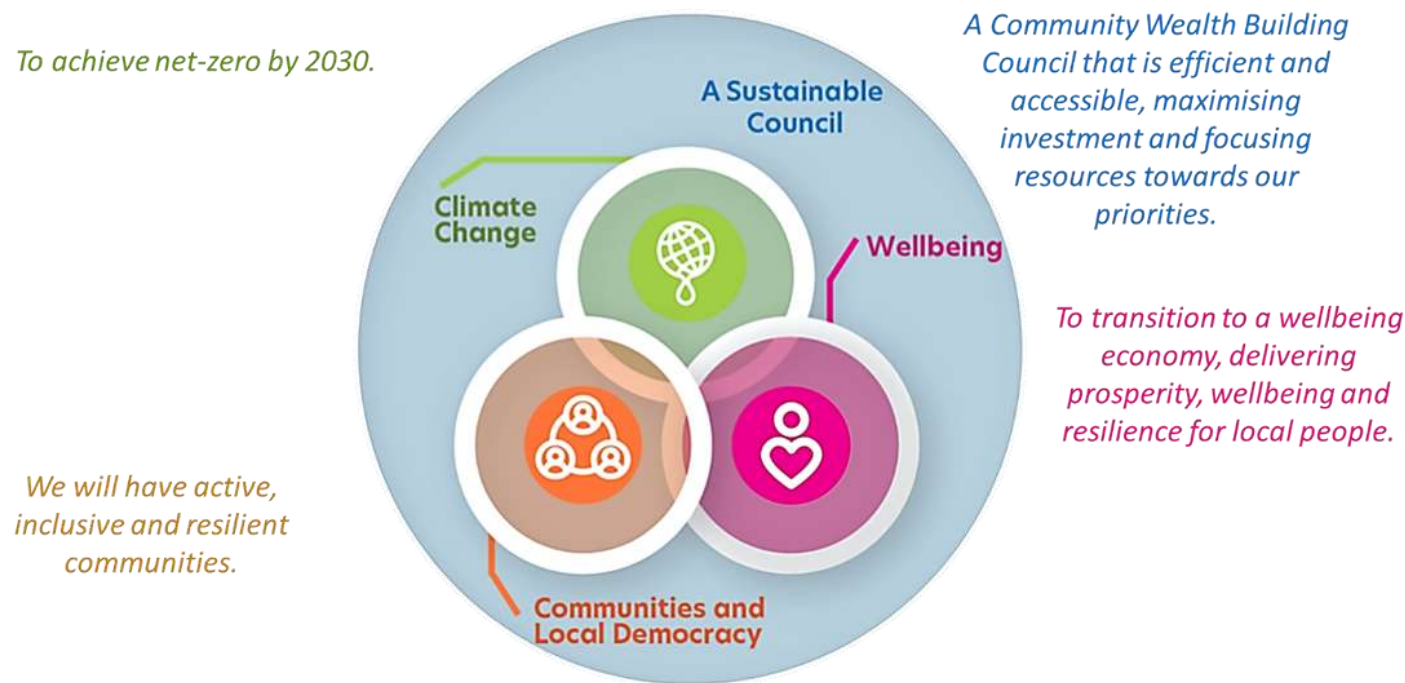 To achieve net-zero by 2030.
A Community Wealth Building
Council that is efficient and
accessible, maximising
investment and focusing
resources towards our
priorities.
A Sustainable
Council
Climate
Change
Wellbeing
To transition to a wellbeing
economy, delivering
prosperity, wellbeing and
resilience for local people.
We will have active,
inclusive and resilient
communities.
Communities and
Local Democracy